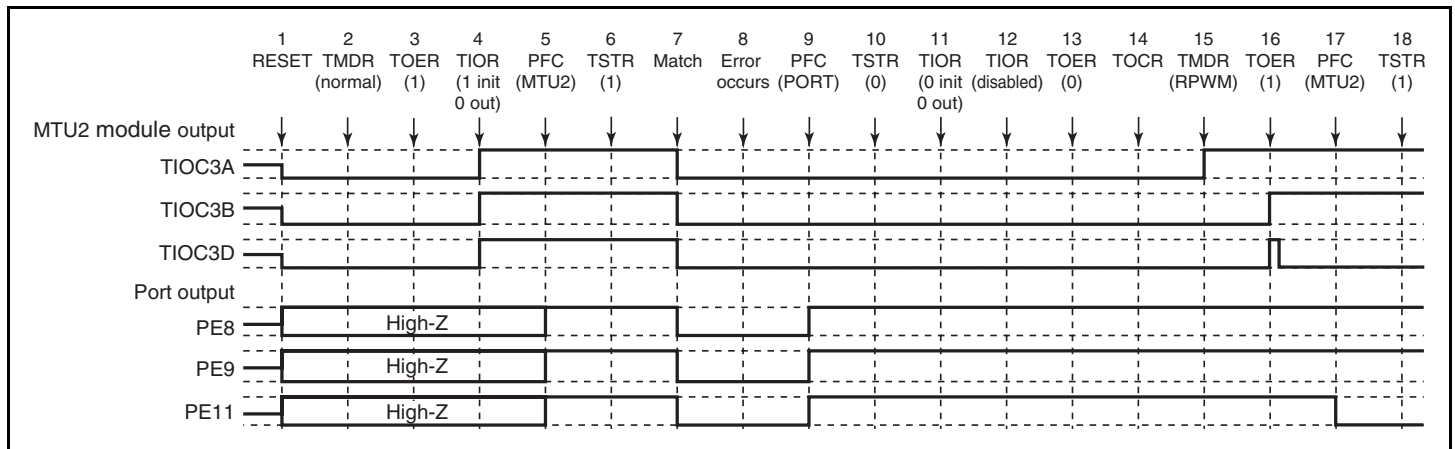 1 2 3 4 5 6 7 8 9 10 11 12 13 14 15 16 17 18
RESET TMDR TOER TIOR PFC TSTR Match Error PFC TSTR TIOR TIOR TOER TOCR TMDR TOER PFC TSTR
(normal) (1) (1 init (MTU2) (1) occurs (PORT) (0) (0 init (disabled) (0) (RPWM) (1) (MTU2) (1)
0 out) 0 out)
MTU2 module output
TIOC3A
TIOC3B
TIOC3D
Port output
PE8 High-Z
PE9 High-Z
PE11 High-Z